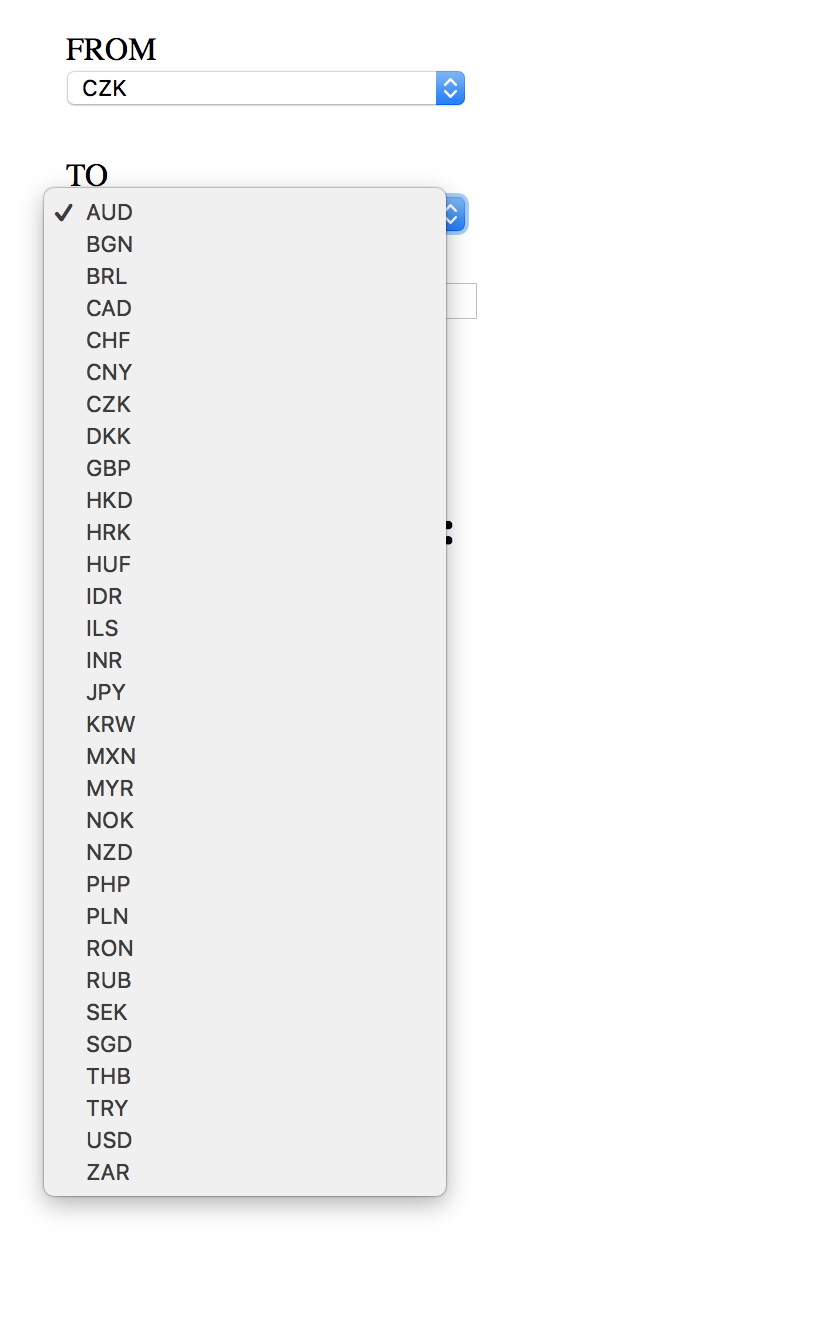 FROM
CZK
TO
✓ AUD
BGN
BRL
CAD
CHF
CNY
CZK
DKK
GBP
HKD
HRK
HUF
IDR
ILS
INR
JPY
KRW
MXN
MYR
NOK
NZD
PHP
PLN
RON
RUB
SEK
SGD
THB
TRY
USD
ZAR